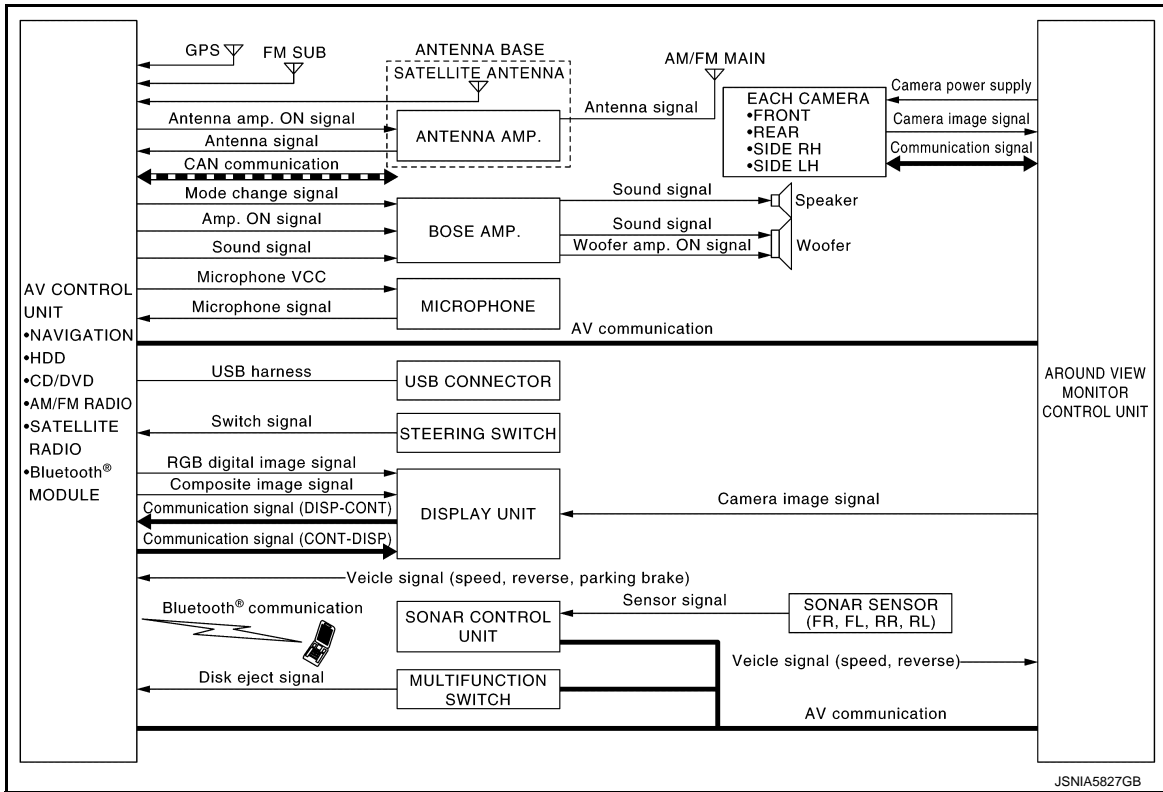 GPS
FM SUB
ANTENNA BASE
SATELLITE ANTENNA
AM/FM MAIN
Antenna signal
Antenna amp. ON signal
Antenna signal
ANTENNA AMP.
CAN communication
EACH CAMERA
•FRONT
•REAR
•SIDE RH
•SIDE LH
Camera power supply
Camera image signal
Communication signal
Mode change signal
Amp. ON signal
Sound signal
BOSE AMP.
Sound signal
Speaker
Sound signal
Woofer amp. ON signal
Woofer
Microphone VCC
Microphone signal
MICROPHONE
AV communication
AV CONTROL
UNIT
•NAVIGATION
•HDD
•CD/DVD
•AM/FM RADIO
•SATELLITE
RADIO
•Bluetooth®
MODULE
USB harness
USB CONNECTOR
Switch signal
STEERING SWITCH
RGB digital image signal
Composite image signal
Communication signal (DISP-CONT)
Communication signal (CONT-DISP)
DISPLAY UNIT
Camera image signal
AROUND VIEW
MONITOR
CONTROL UNIT
Veicle signal (speed, reverse, parking brake)
Bluetooth® communication
SONAR CONTROL
UNIT
Sensor signal
SONAR SENSOR
(FR, FL, RR, RL)
Veicle signal (speed, reverse)
Disk eject signal
MULTIFUNCTION
SWITCH
AV communication
JSNIA5827GB